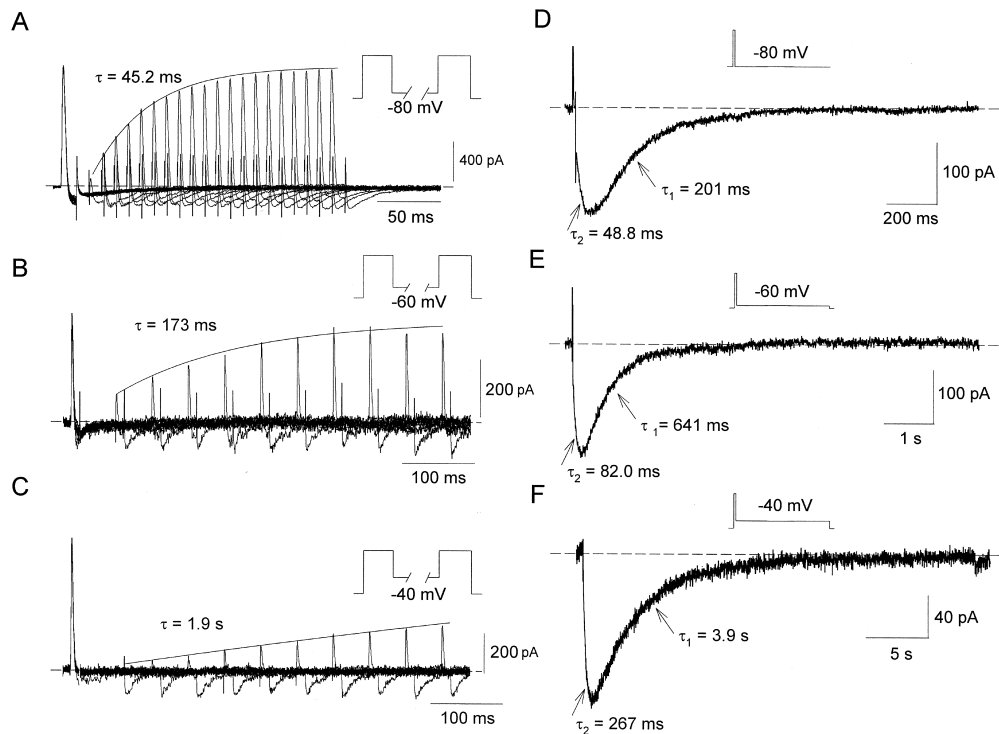 A
τ = 45.2 ms
-80 mV
400 pA
50 ms
B
τ = 173 ms
-60 mV
200 pA
100 ms
C
τ = 1.9 s
-40 mV
200 pA
100 ms
D
-80 mV
τ1 = 201 ms
τ2 = 48.8 ms
100 pA
200 ms
E
-60 mV
τ1 = 641 ms
τ2 = 82.0 ms
100 pA
1 s
F
-40 mV
τ1 = 3.9 s
τ2 = 267 ms
40 pA
5 s